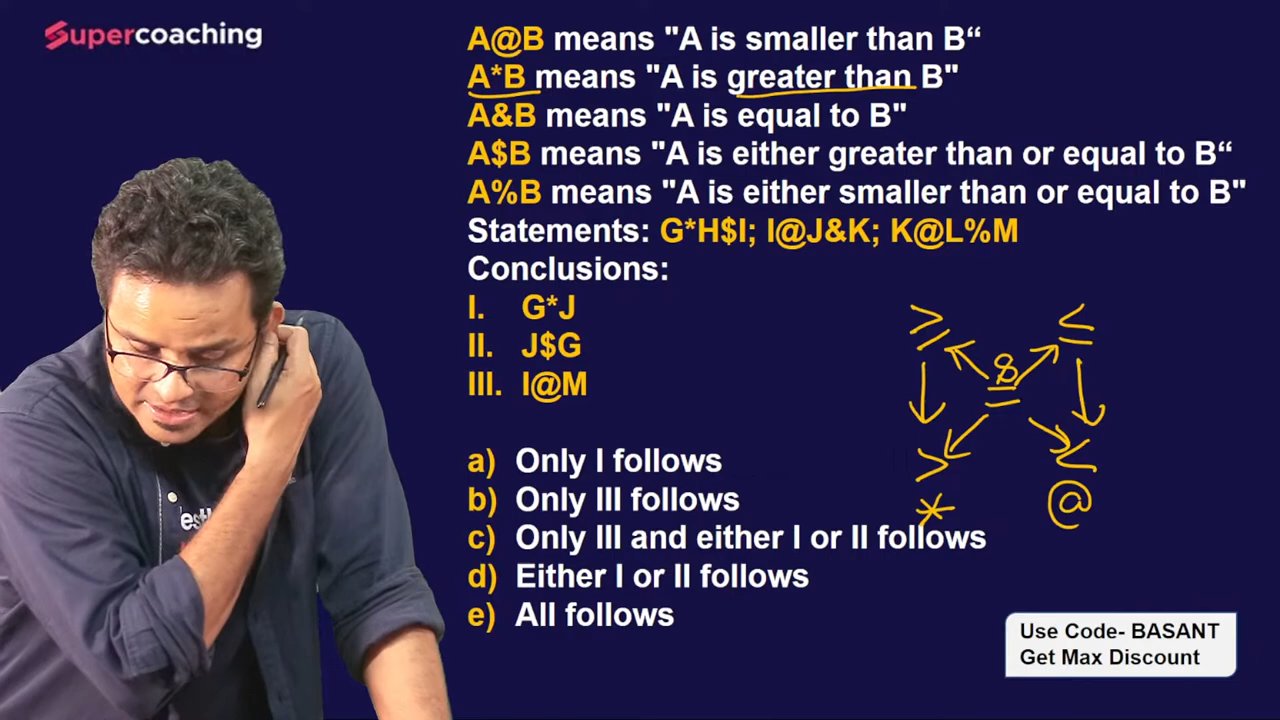 Supercoaching
A@B means "A is smaller than B“
A*B means "A is greater than B"
A&B means "A is equal to B"
A$B means "A is either greater than or equal to B“
A%B means "A is either smaller than or equal to B"
Statements: G*H$I; I@J&K; K@L%M
Conclusions:
I. G*J
II. J$G
III. I@M
≥ ≤
$
=
> <
* @
a) Only I follows
b) Only III follows
c) Only III and either I or II follows
d) Either I or II follows
e) All follows
Use Code- BASANT
Get Max Discount